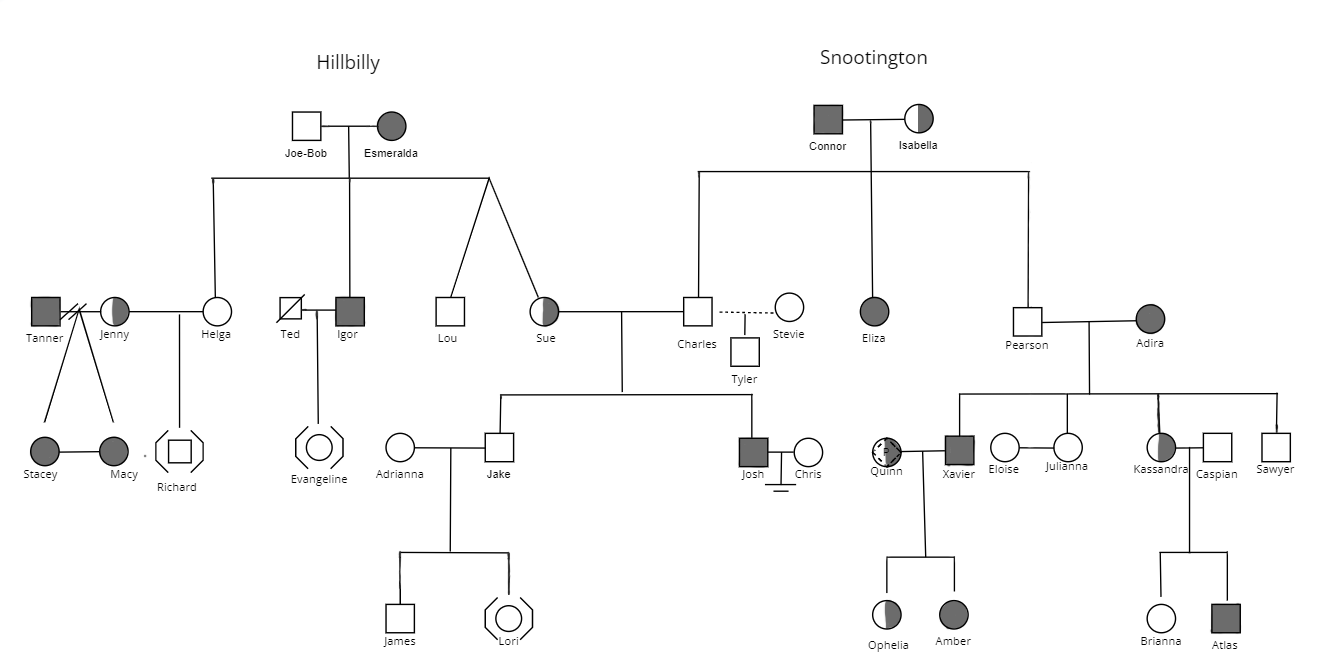 Hillbilly
Snootington
Joe-Bob
Esmeralda
Connor
Isabella
Tanner
Jenny
Helga
Ted
Igor
Lou
Sue
Charles
Stevie
Tyler
Eliza
Pearson
Adira
Stacey
Macy
Richard
Evangeline
Adrianna
Jake
Josh
Chris
P
Quinn
Xavier
Eloise
Julianna
Kassandra
Caspian
Sawyer
James
Lori
Ophelia
Amber
Brianna
Atlas